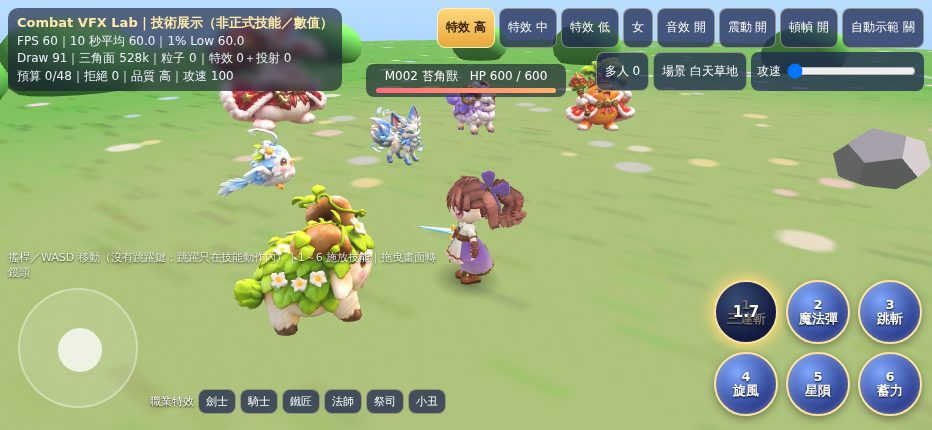 Combat VFX Lab｜技術展示（非正式技能／數值）
FPS 60｜10 秒平均 60.0｜1% Low 60.0
Draw 91｜三角面 528k｜粒子 0｜特效 0＋投射 0
預算 0/48｜拒絕 0｜品質 高｜攻速 100
特效 高
特效 中
特效 低
女
音效 開
震動 開
頓幀 開
自動示範 關
M002 苔角獸 HP 600 / 600
多人 0
場景 白天草地
攻速
搖桿／WASD 移動（沒有跳躍鍵；跳躍只在技能動作內）｜1～6 施放技能｜拖曳畫面轉
鏡頭
1
1.7
三連斬
2
魔法彈
3
跳斬
4
旋風
5
星隕
6
蓄力
職業特效
劍士
騎士
鐵匠
法師
祭司
小丑